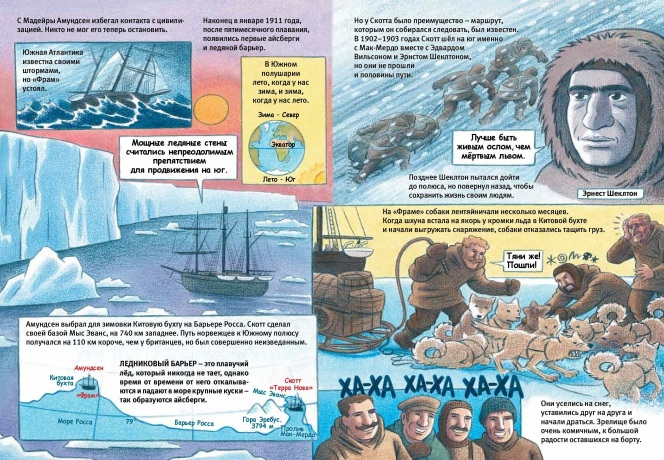 С Мадейры Амундсен избегал контакта с цивили-
зацией. Никто не мог его теперь остановить.
Южная Атлантика
известна своими
штормами,
но «Фрам»
устоял.
Наконец в январе 1911 года,
после пятимесячного плавания,
появились первые айсберги
и ледяной барьер.
В Южном
полушарии
лето, когда у нас
зима, и зима,
когда у нас лето.
Зима - Север
Экватор
Лето - Юг
Мощные ледяные стены
считались непреодолимым
препятствием
для продвижения на юг.
Амундсен выбрал для зимовки Китовую бухту на Барьере Росса. Скотт сделал
своей базой Мыс Эванс, на 740 км западнее. Путь норвежцев к Южному полюсу
получался на 110 км короче, чем у британцев, но был совершенно неизведанным.
Амундсен
Китовая
бухта
«Фрам»
ЛЕДНИКОВЫЙ БАРЬЕР – это плавучий
лёд, который никогда не тает, однако
время от времени от него откалыва-
ются и падают в море крупные куски –
так образуются айсберги.
Скотт
«Терра Нова»
Мыс Эванс
Гора Эребус,
3794 м
Море Росса
79
Пролив
Мак-Мердо
Но у Скотта было преимущество – маршрут,
которым он собирался следовать, был известен.
В 1902–1903 годах Скотт шёл на юг именно
с Мак-Мердо вместе с Эдвардом
Вильсоном и Эрнстом Шеклтоном,
но они не прошли
и половины пути.
Лучше быть
живым ослом, чем
мёртвым львом.
Позднее Шеклтон пытался дойти
до полюса, но повернул назад, чтобы
сохранить жизнь своим людям.
Эрнест Шеклтон
На «Фраме» собаки лентяйничали несколько месяцев.
Когда шхуна встала на якорь у кромки льда в Китовой бухте
и начали выгружать снаряжение, собаки отказались тащить груз.
Тяни же!
Пошли!
ХА-ХА ХА-ХА ХА-ХА
Они уселись на снег,
уставились друг на друга и
начали драться. Зрелище было
очень комичным, к большой
радости оставшихся на борту.